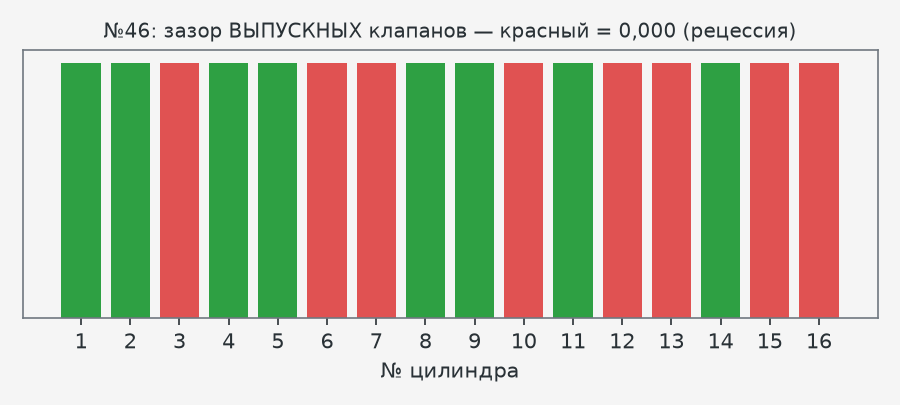 №46: зазор ВЫПУСКНЫХ клапанов — красный = 0,000 (рецессия)
1 2 3 4 5 6 7 8 9 10 11 12 13 14 15 16
№ цилиндра